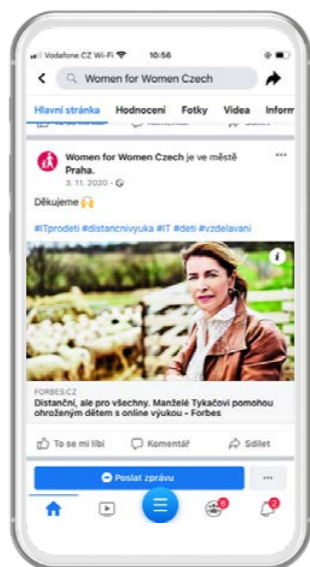 Vodafone CZ Wi-Fi 10:56
Women for Women Czech
Hlavní stránka Hodnocení Fotky Videa Inform
Women for Women Czech je ve městě
Praha.
3. 11. 2020
Děkujeme 🙌
#ITprodeti #distancnivyuka #IT #deti #vzdelavani
i
FORBES.CZ
Distanční, ale pro všechny. Manželé Tykačovi pomohou
ohroženým dětem s online výukou - Forbes
To se mi líbí Komentář Sdílet
Poslat zprávu
6 2